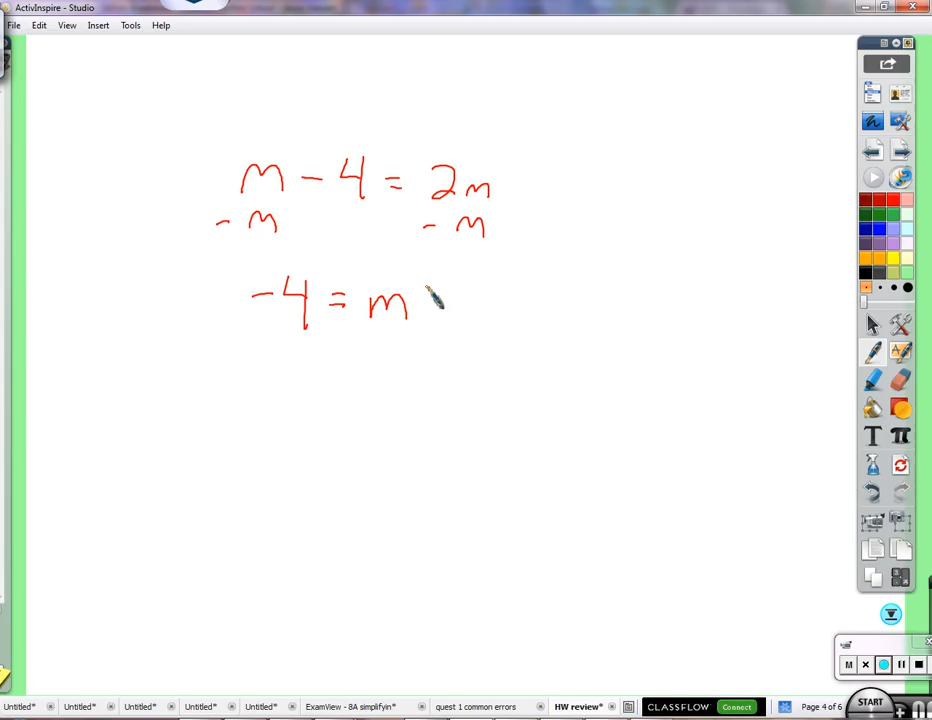 ActivInspire - Studio
File Edit View Insert Tools Help
m - 4 = 2m
- m - m
-4 = m
T π
M
START
Untitled* Untitled* Untitled* Untitled* Untitled* ExamView - 8A simplifyin* quest 1 common errors HW review* CLASSFLOW Connect Page 4 of 6